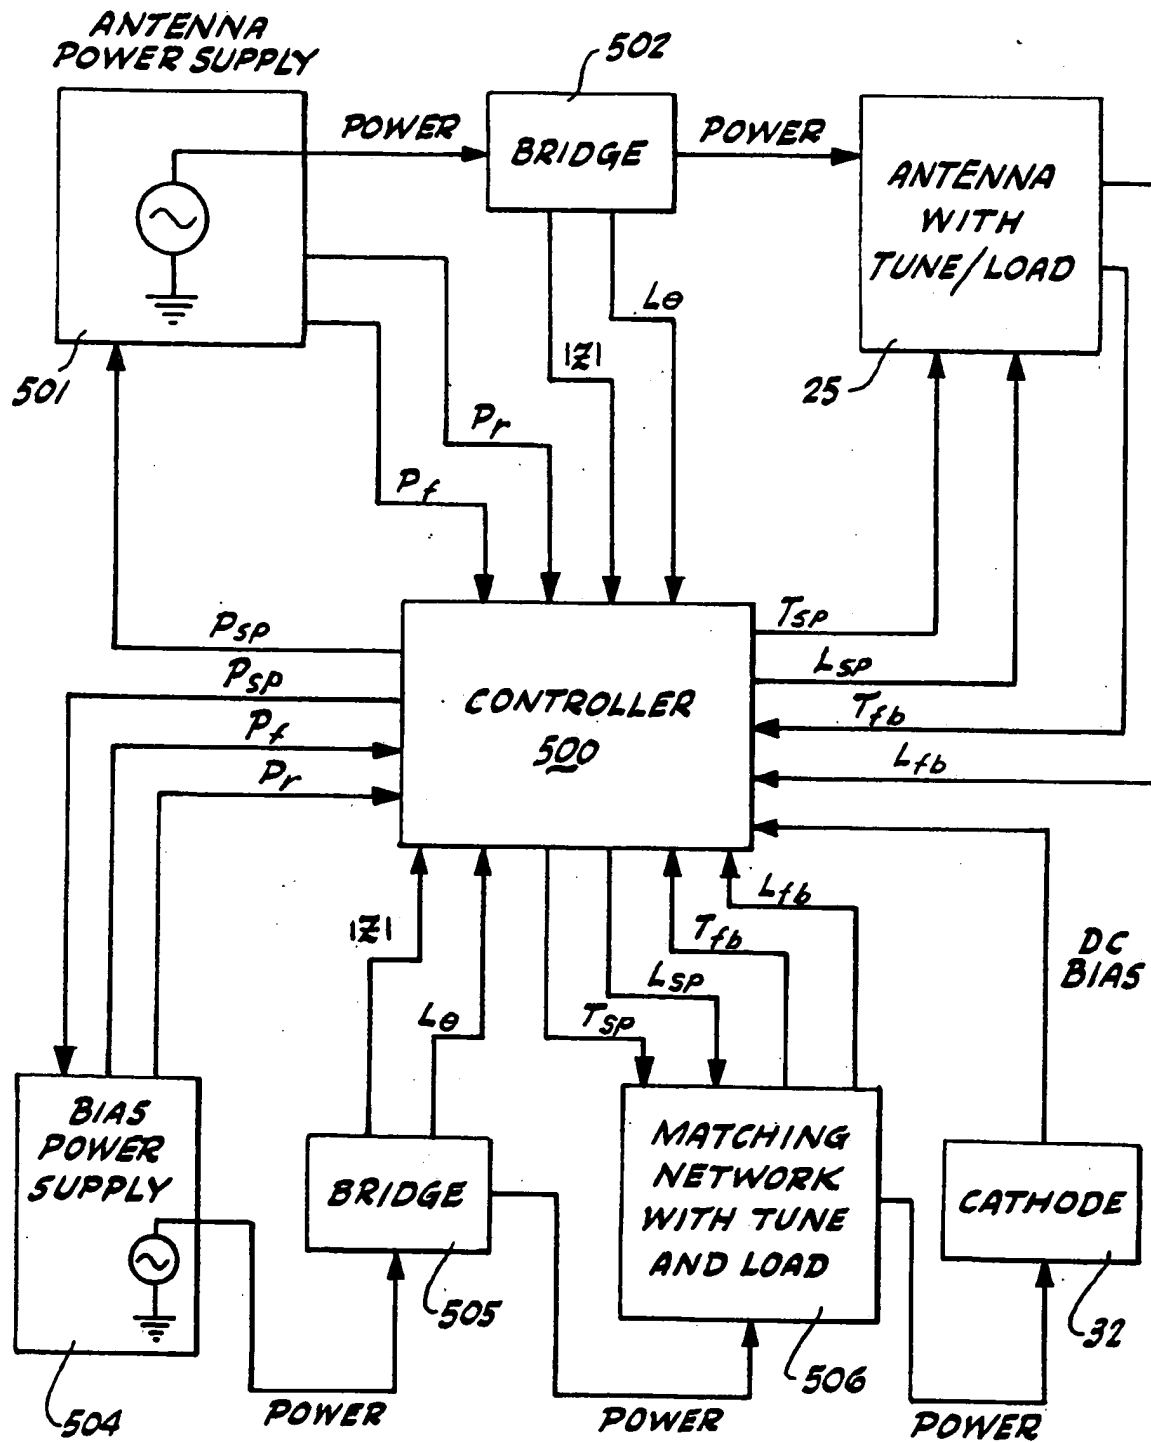 ANTENNA
POWER SUPPLY
502
POWER
BRIDGE
POWER
ANTENNA
WITH
TUNE/LOAD
Lθ
|Z|
501
25
Pr
Pf
Psp
Tsp
Lsp
Psp
CONTROLLER
500
Tfb
Pf
Lfb
Pr
|Z|
Lθ
Lfb
Tfb
Lsp
Tsp
DC
BIAS
BIAS
POWER
SUPPLY
BRIDGE
MATCHING
NETWORK
WITH TUNE
AND LOAD
CATHODE
505
506
32
504
POWER
POWER
POWER